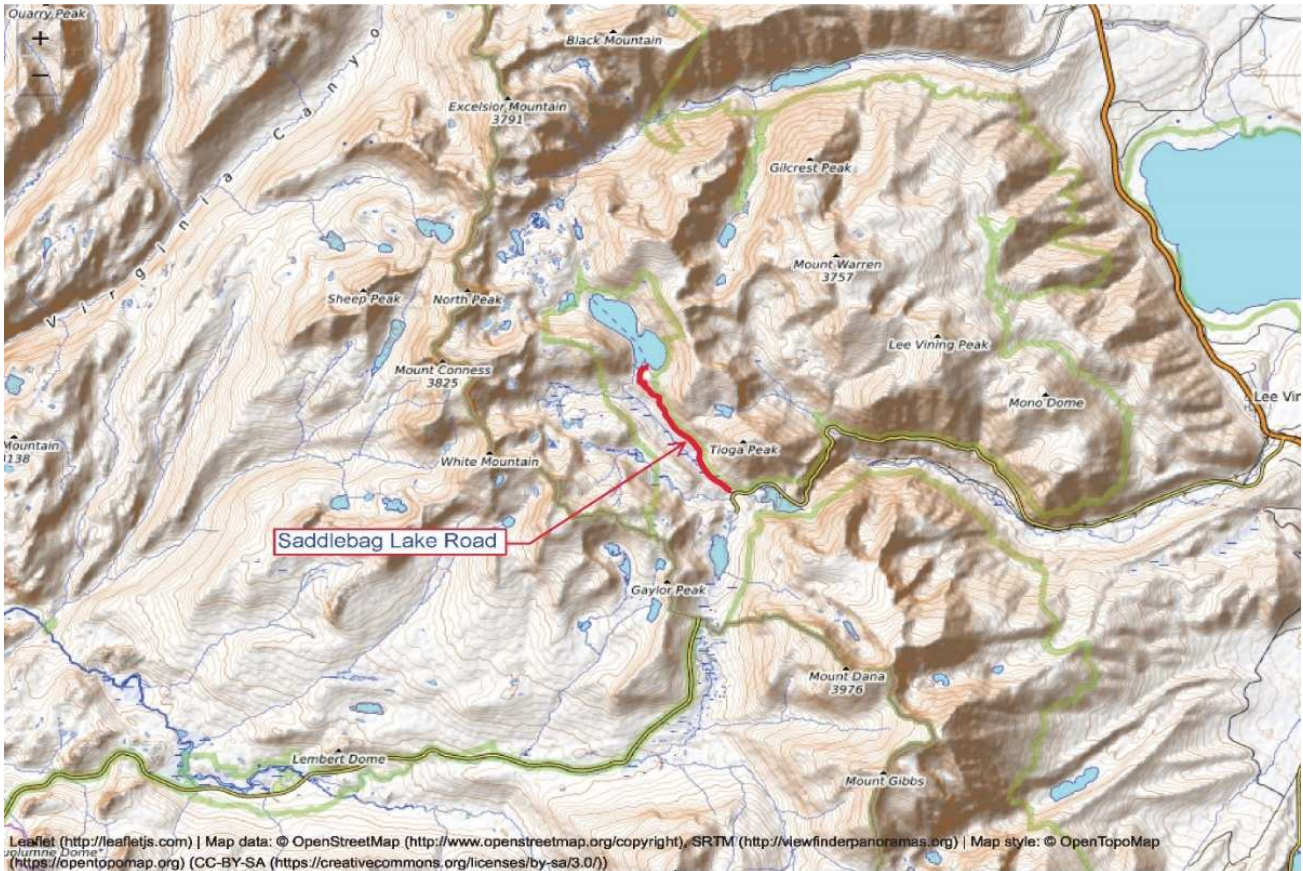 Quarry Peak
+
−
Black Mountain
Excelsior Mountain
3791
Virginia Canyo
Gilcrest Peak
Mount Warren
3757
Sheep Peak
North Peak
Lee Vining Peak
Mount Conness
3825
Mono Dome
Lee Vin
Mountain
3138
Tioga Peak
White Mountain
Saddlebag Lake Road
Gaylor Peak
Mount Dana
3976
Lembert Dome
Mount Gibbs
Leaflet (http://leafletjs.com) | Map data: © OpenStreetMap (http://www.openstreetmap.org/copyright), SRTM (http://viewfinderpanoramas.org) | Map style: © OpenTopoMap
uolumne Dome
(https://opentopomap.org) (CC-BY-SA (https://creativecommons.org/licenses/by-sa/3.0/))